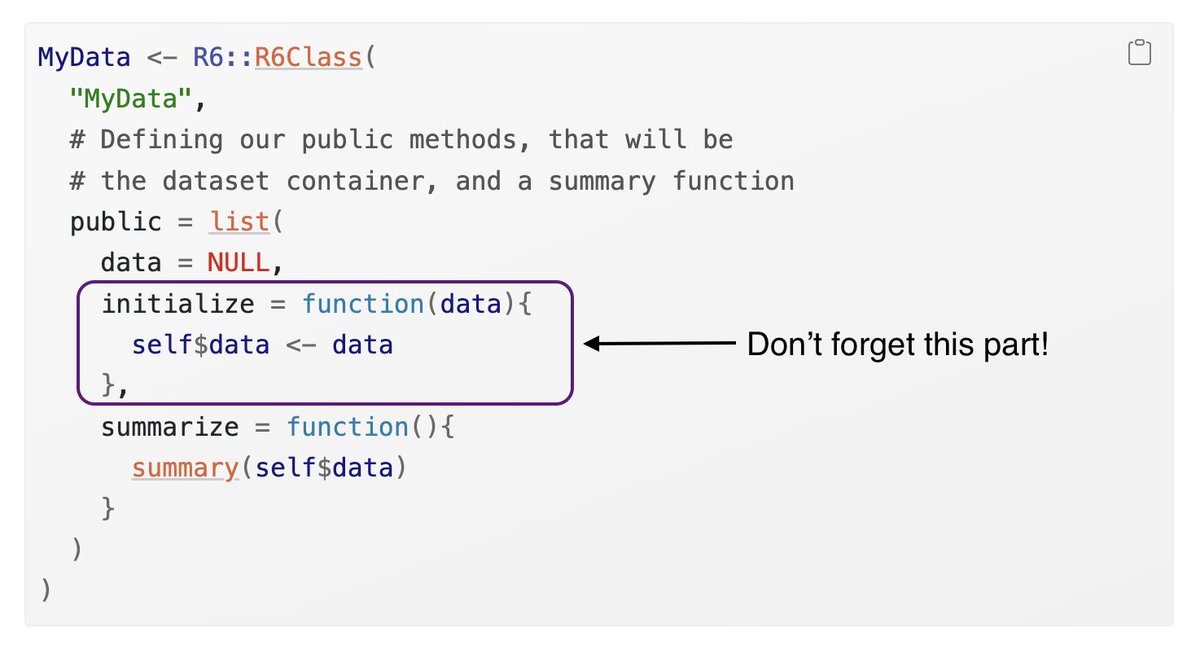 MyData <- R6::R6Class(
  "MyData",
  # Defining our public methods, that will be
  # the dataset container, and a summary function
  public = list(
    data = NULL,
    initialize = function(data){
      self$data <- data
    },
Don’t forget this part!
    summarize = function(){
      summary(self$data)
    }
  )
)